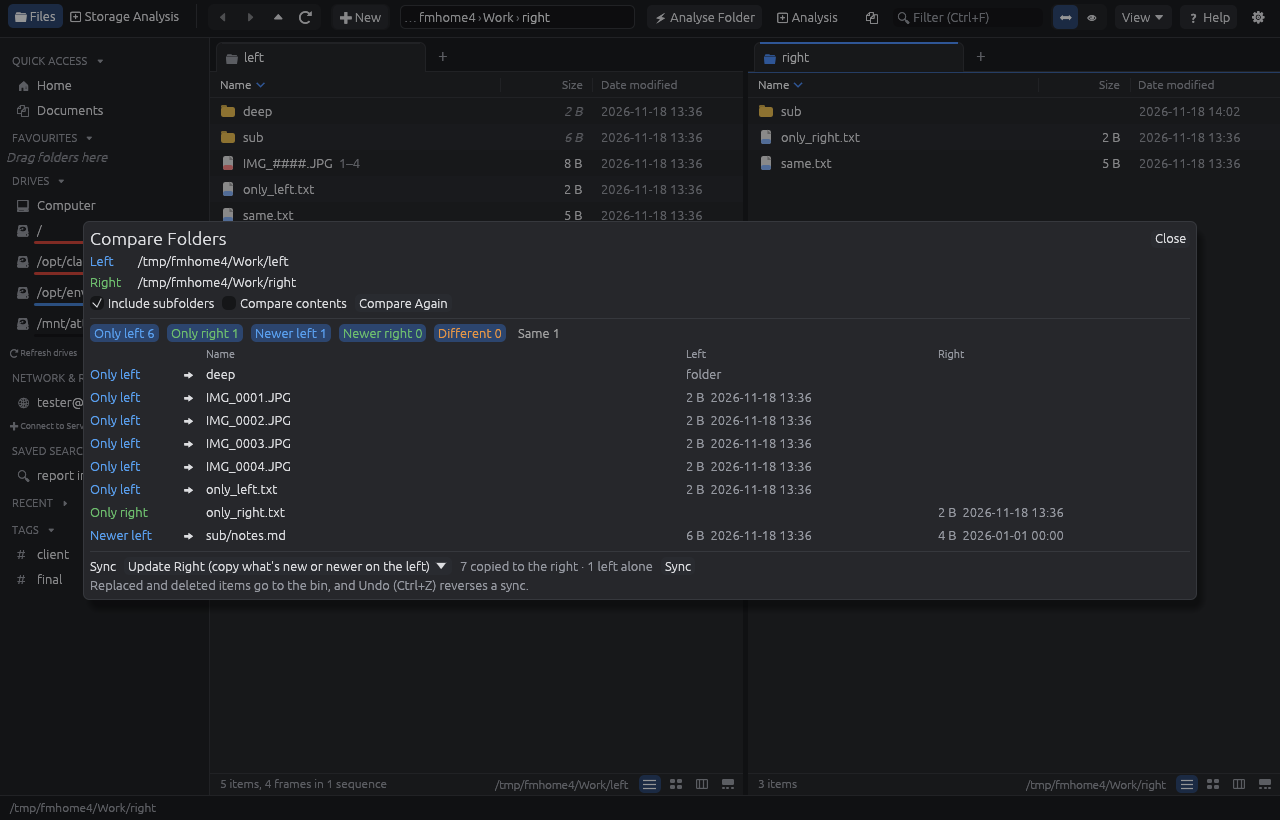 Files Storage Analysis New … fmhome4 › Work › right Analyse Folder Analysis Filter (Ctrl+F) View ? Help
QUICK ACCESS
Home
Documents
FAVOURITES
Drag folders here
DRIVES
Computer
/
/opt/cla
/opt/env
/mnt/at
Refresh drives
NETWORK & R
tester@
Connect to Serv
SAVED SEARC
report in
RECENT
TAGS
# client
# final
left +
Name Size Date modified
deep 2 B 2026-11-18 13:36
sub 6 B 2026-11-18 13:36
IMG_####.JPG 1–4 8 B 2026-11-18 13:36
only_left.txt 2 B 2026-11-18 13:36
same.txt 5 B 2026-11-18 13:36
right +
Name Size Date modified
sub 2026-11-18 14:02
only_right.txt 2 B 2026-11-18 13:36
same.txt 5 B 2026-11-18 13:36
Compare Folders Close
Left /tmp/fmhome4/Work/left
Right /tmp/fmhome4/Work/right
Include subfolders Compare contents Compare Again
Only left 6 Only right 1 Newer left 1 Newer right 0 Different 0 Same 1
Name Left Right
Only left deep folder
Only left IMG_0001.JPG 2 B 2026-11-18 13:36
Only left IMG_0002.JPG 2 B 2026-11-18 13:36
Only left IMG_0003.JPG 2 B 2026-11-18 13:36
Only left IMG_0004.JPG 2 B 2026-11-18 13:36
Only left only_left.txt 2 B 2026-11-18 13:36
Only right only_right.txt 2 B 2026-11-18 13:36
Newer left sub/notes.md 6 B 2026-11-18 13:36 4 B 2026-01-01 00:00
Sync Update Right (copy what's new or newer on the left) 7 copied to the right · 1 left alone Sync
Replaced and deleted items go to the bin, and Undo (Ctrl+Z) reverses a sync.
5 items, 4 frames in 1 sequence /tmp/fmhome4/Work/left
3 items /tmp/fmhome4/Work/right
/tmp/fmhome4/Work/right